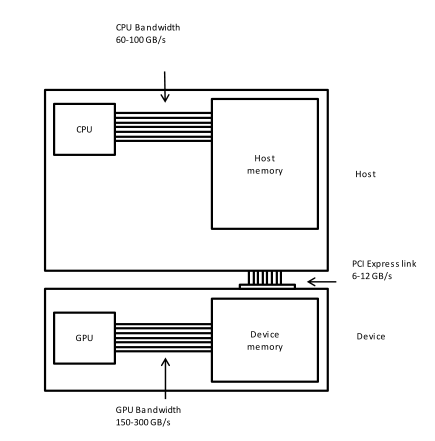 CPU Bandwidth
60-100 GB/s
CPU
Host
memory
Host
PCI Express link
6-12 GB/s
GPU
Device
memory
Device
GPU Bandwidth
150-300 GB/s